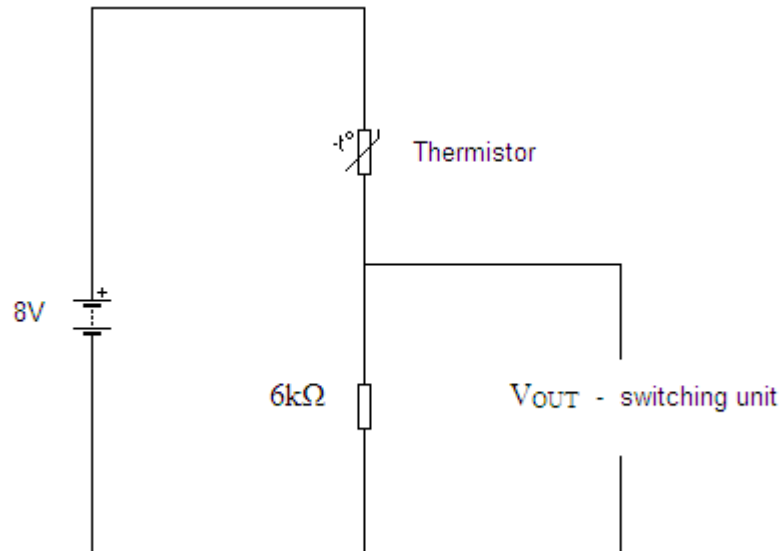 -t°
Thermistor
+
8V
6kΩ
VOUT - switching unit